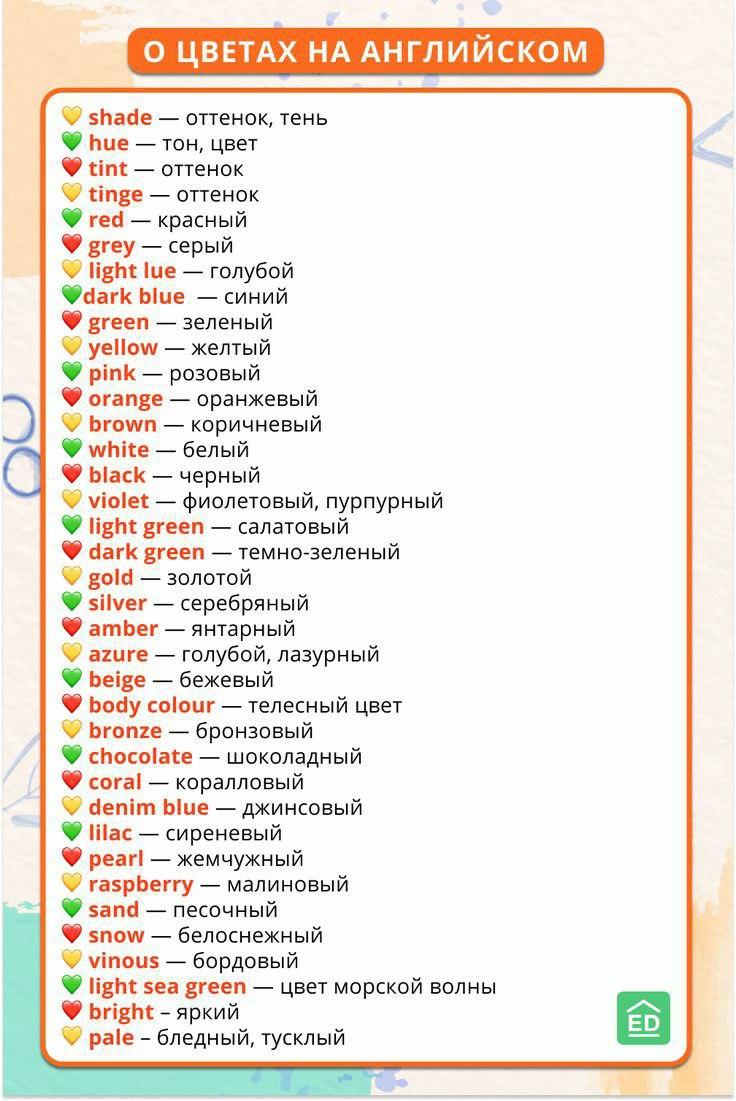 О ЦВЕТАХ НА АНГЛИЙСКОМ
shade — оттенок, тень
hue — тон, цвет
tint — оттенок
tinge — оттенок
red — красный
grey — серый
light lue — голубой
dark blue — синий
green — зеленый
yellow — желтый
pink — розовый
orange — оранжевый
brown — коричневый
white — белый
black — черный
violet — фиолетовый, пурпурный
light green — салатовый
dark green — темно-зеленый
gold — золотой
silver — серебряный
amber — янтарный
azure — голубой, лазурный
beige — бежевый
body colour — телесный цвет
bronze — бронзовый
chocolate — шоколадный
coral — коралловый
denim blue — джинсовый
lilac — сиреневый
pearl — жемчужный
raspberry — малиновый
sand — песочный
snow — белоснежный
vinous — бордовый
light sea green — цвет морской волны
bright – яркий
pale – бледный, тусклый
ED